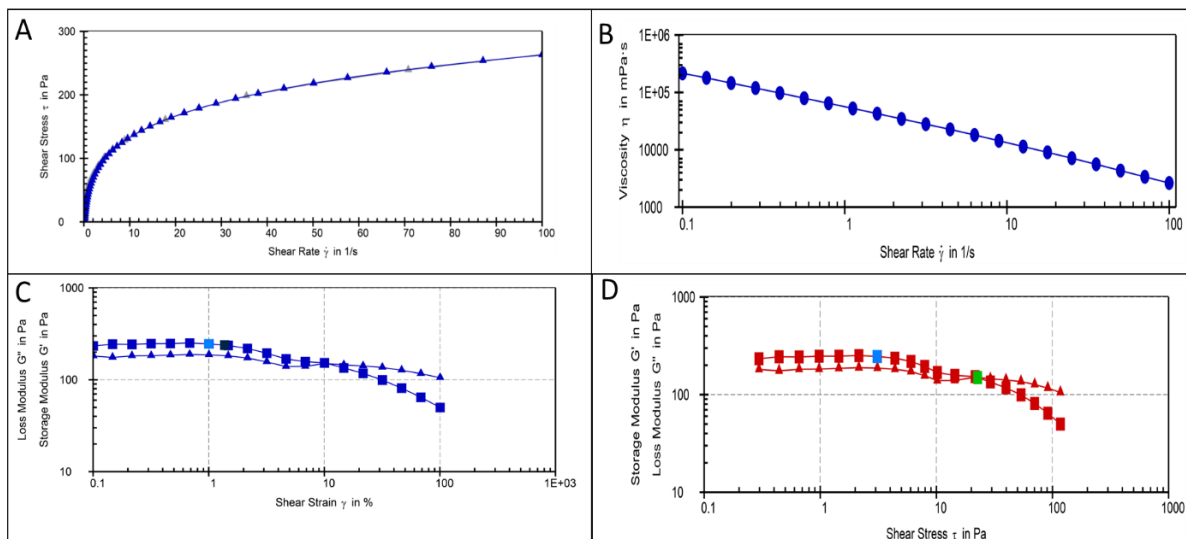 A
300
200
100
0
Shear Stress τ in Pa
0 10 20 30 40 50 60 70 80 90 100
Shear Rate γ̇ in 1/s
B
1E+06
1E+05
10000
1000
Viscosity η in mPa·s
0.1 1 10 100
Shear Rate γ̇ in 1/s
C
1000
100
10
Loss Modulus G'' in Pa
Storage Modulus G' in Pa
0.1 1 10 100 1E+03
Shear Strain γ in %
D
1000
100
10
Storage Modulus G' in Pa
Loss Modulus G'' in Pa
0.1 1 10 100 1000
Shear Stress τ in Pa